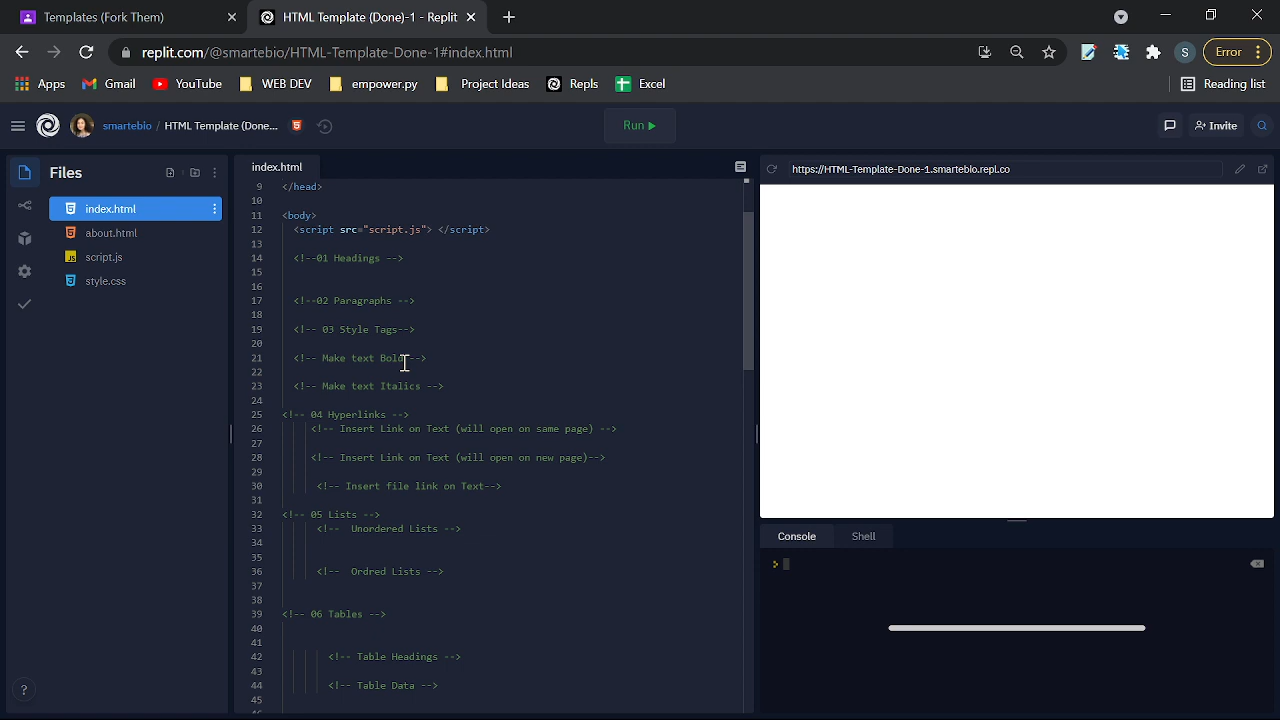 Templates (Fork Them)
HTML Template (Done)-1 - Replit
replit.com/@smartebio/HTML-Template-Done-1#index.html
S
Error
Apps
Gmail
YouTube
WEB DEV
empower.py
Project Ideas
Repls
Excel
Reading list
smartebio / HTML Template (Done...
Run
Invite
Files
index.html
about.html
script.js
style.css
index.html
9 </head>
10
11 <body>
12 <script src="script.js"> </script>
13
14 <!--01 Headings -->
15
16
17 <!--02 Paragraphs -->
18
19 <!-- 03 Style Tags-->
20
21 <!-- Make text Bold-->
22
23 <!-- Make text Italics -->
24
25 <!-- 04 Hyperlinks -->
26 <!-- Insert Link on Text (will open on same page) -->
27
28 <!-- Insert Link on Text (will open on new page)-->
29
30 <!-- Insert file link on Text-->
31
32 <!-- 05 Lists -->
33 <!-- Unordered Lists -->
34
35
36 <!-- Ordred Lists -->
37
38
39 <!-- 06 Tables -->
40
41
42 <!-- Table Headings -->
43
44 <!-- Table Data -->
45
https://HTML-Template-Done-1.smartebio.repl.co
Console
Shell
?